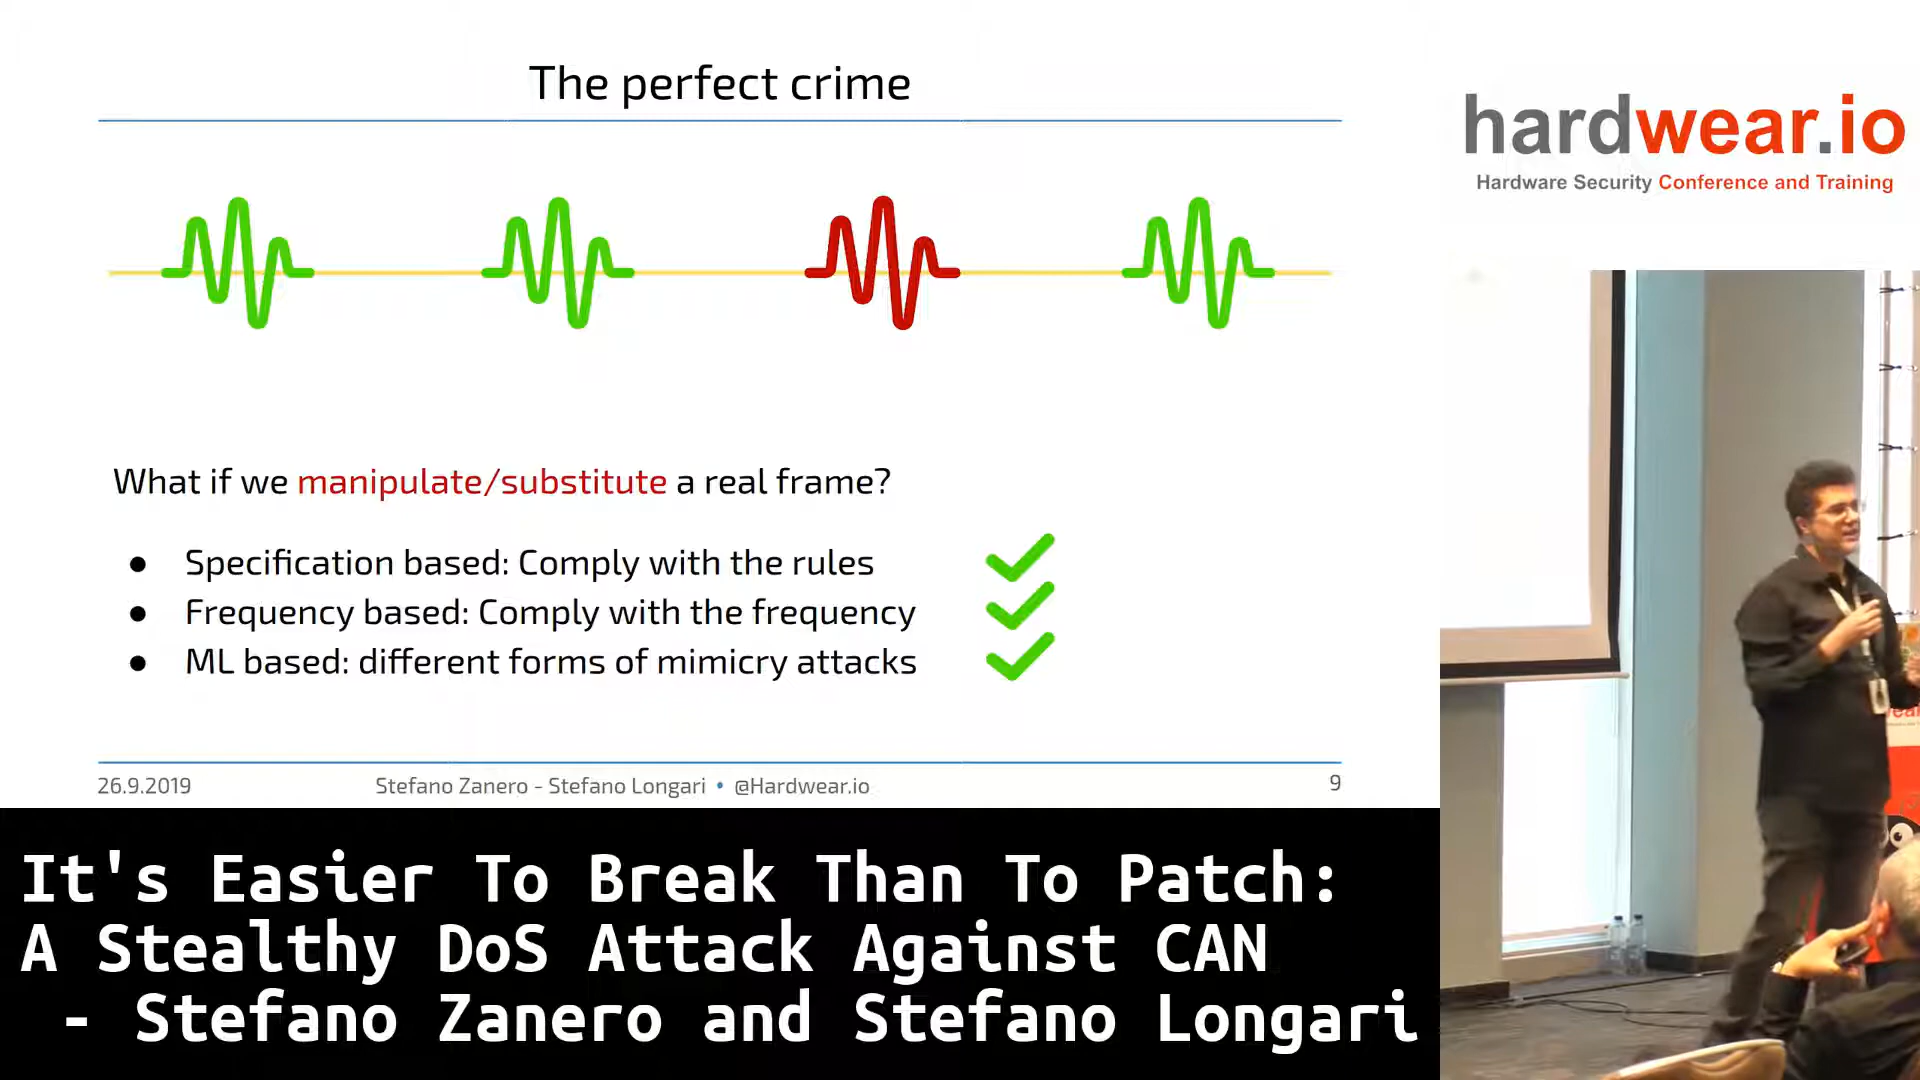 The perfect crime
hardwear.io
Hardware Security Conference and Training
What if we manipulate/substitute a real frame?
● Specification based: Comply with the rules
● Frequency based: Comply with the frequency
● ML based: different forms of mimicry attacks
26.9.2019
Stefano Zanero - Stefano Longari • @Hardwear.io
9
It's Easier To Break Than To Patch:
A Stealthy DoS Attack Against CAN
- Stefano Zanero and Stefano Longari